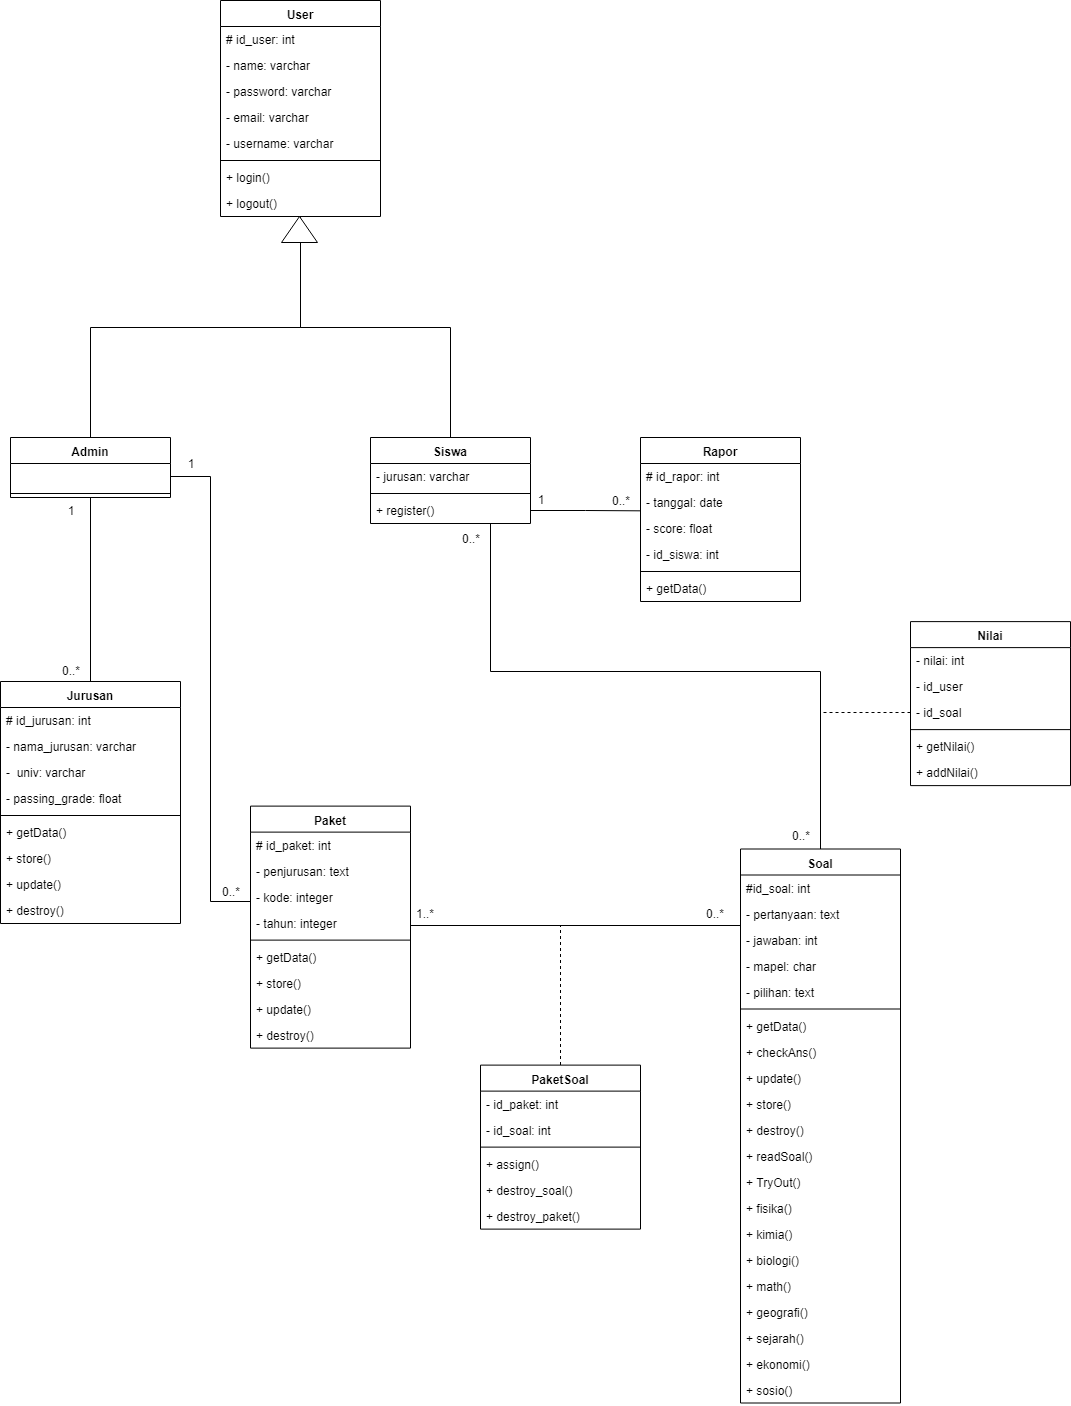 User
# id_user: int
- name: varchar
- password: varchar
- email: varchar
- username: varchar
+ login()
+ logout()
Admin
1
1
0..*
Siswa
- jurusan: varchar
+ register()
1
0..*
0..*
Rapor
# id_rapor: int
- tanggal: date
- score: float
- id_siswa: int
+ getData()
Nilai
- nilai: int
- id_user
- id_soal
+ getNilai()
+ addNilai()
Jurusan
# id_jurusan: int
- nama_jurusan: varchar
-  univ: varchar
- passing_grade: float
+ getData()
+ store()
+ update()
+ destroy()
0..*
Paket
# id_paket: int
- penjurusan: text
- kode: integer
- tahun: integer
+ getData()
+ store()
+ update()
+ destroy()
1..*
0..*
0..*
Soal
#id_soal: int
- pertanyaan: text
- jawaban: int
- mapel: char
- pilihan: text
+ getData()
+ checkAns()
+ update()
+ store()
+ destroy()
+ readSoal()
+ TryOut()
+ fisika()
+ kimia()
+ biologi()
+ math()
+ geografi()
+ sejarah()
+ ekonomi()
+ sosio()
PaketSoal
- id_paket: int
- id_soal: int
+ assign()
+ destroy_soal()
+ destroy_paket()